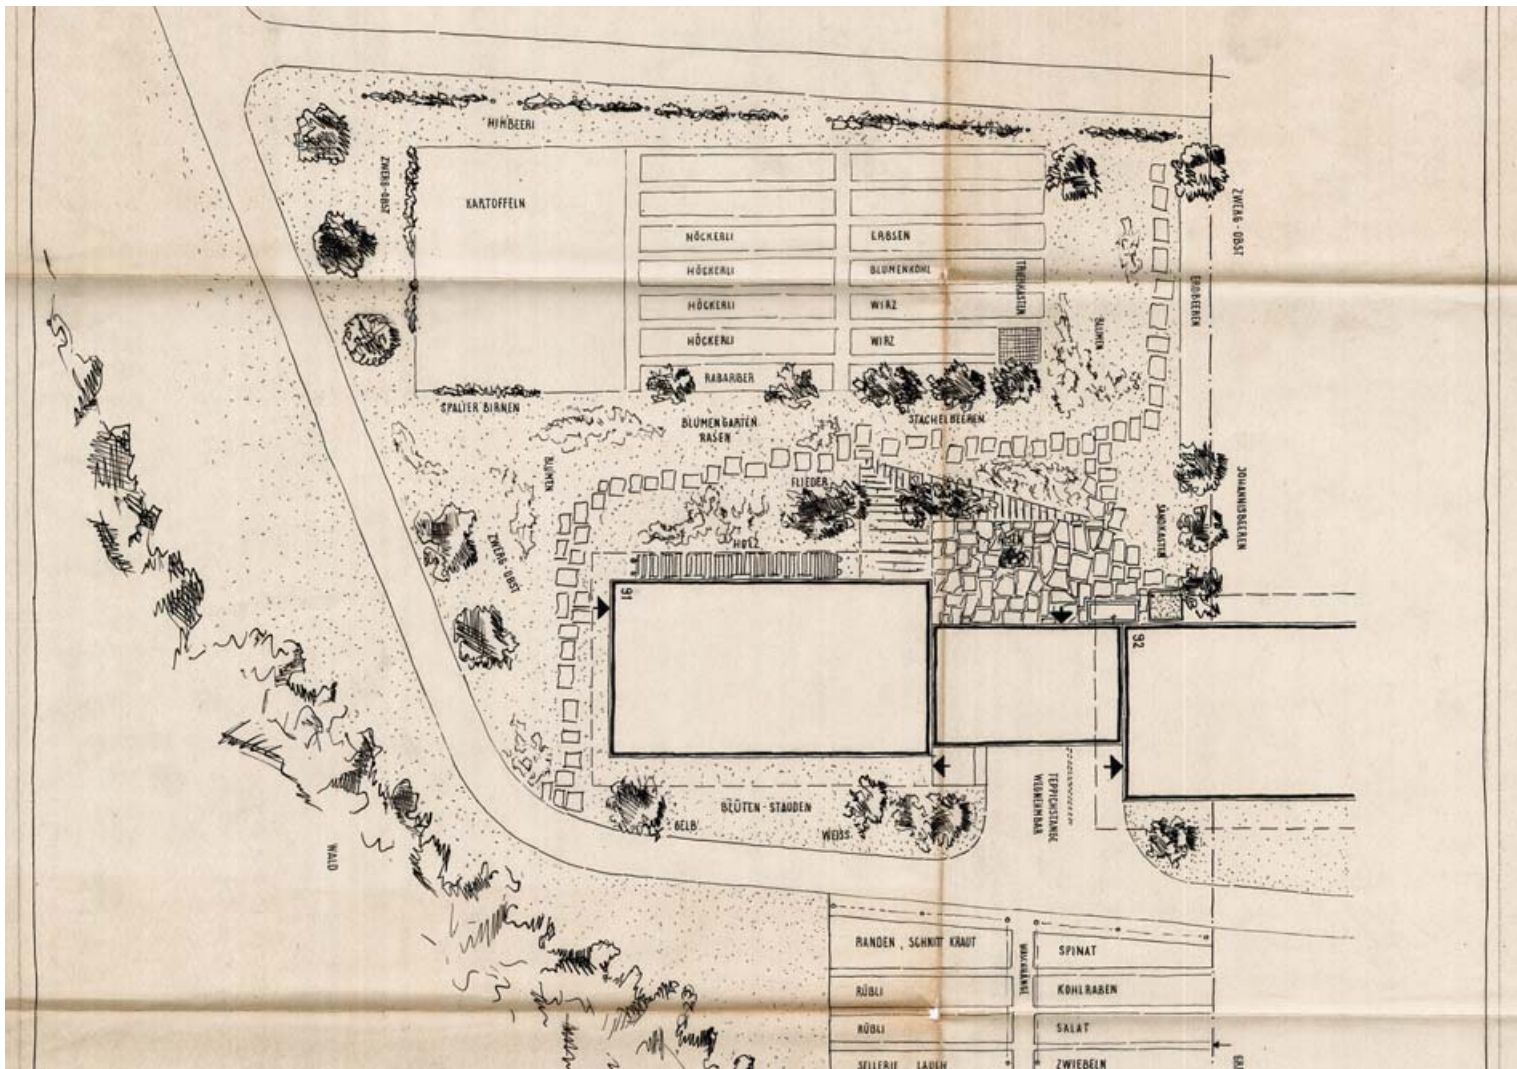 HIMBEERI
ZWERG-OBST
KARTOFFELN
ZWERG-OBST
HÖCKERLI
ERBSEN
HÖCKERLI
BLUMENKOHL
TREIBKASTEN
ERDBEEREN
HÖCKERLI
WIRZ
BLUMEN
HÖCKERLI
WIRZ
RABARBER
SPALIER BIRNEN
BLUMENGARTEN
RASEN
STACHELBEEREN
BLUMEN
FLIEDER
JOHANNISBEEREN
SANDKASTEN
HOLZ
ZWERG-OBST
91
92
TEPPICHSTANGE
WEGNEHMBAR
BLÜTEN-STAUDEN
GELB
WEISS
WALD
RANDEN, SCHNITT KRAUT
SPINAT
RÜBLI
KOHLRABEN
RÜBLI
SALAT
SELLERIE LAUCH
ZWIEBELN